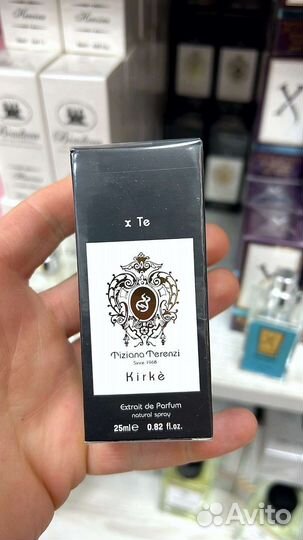 x Te
Tiziana Terenzi
Since 1968
Kirkè
Extrait de Parfum
natural spray
25ml e 0.82 fl.oz.
Avito